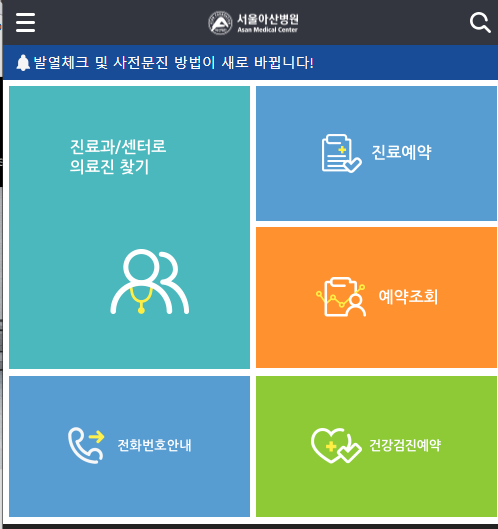 서울아산병원
Asan Medical Center
발열체크 및 사전문진 방법이 새로 바뀝니다!
진료과/센터로
의료진 찾기
진료예약
예약조회
전화번호안내
건강검진예약